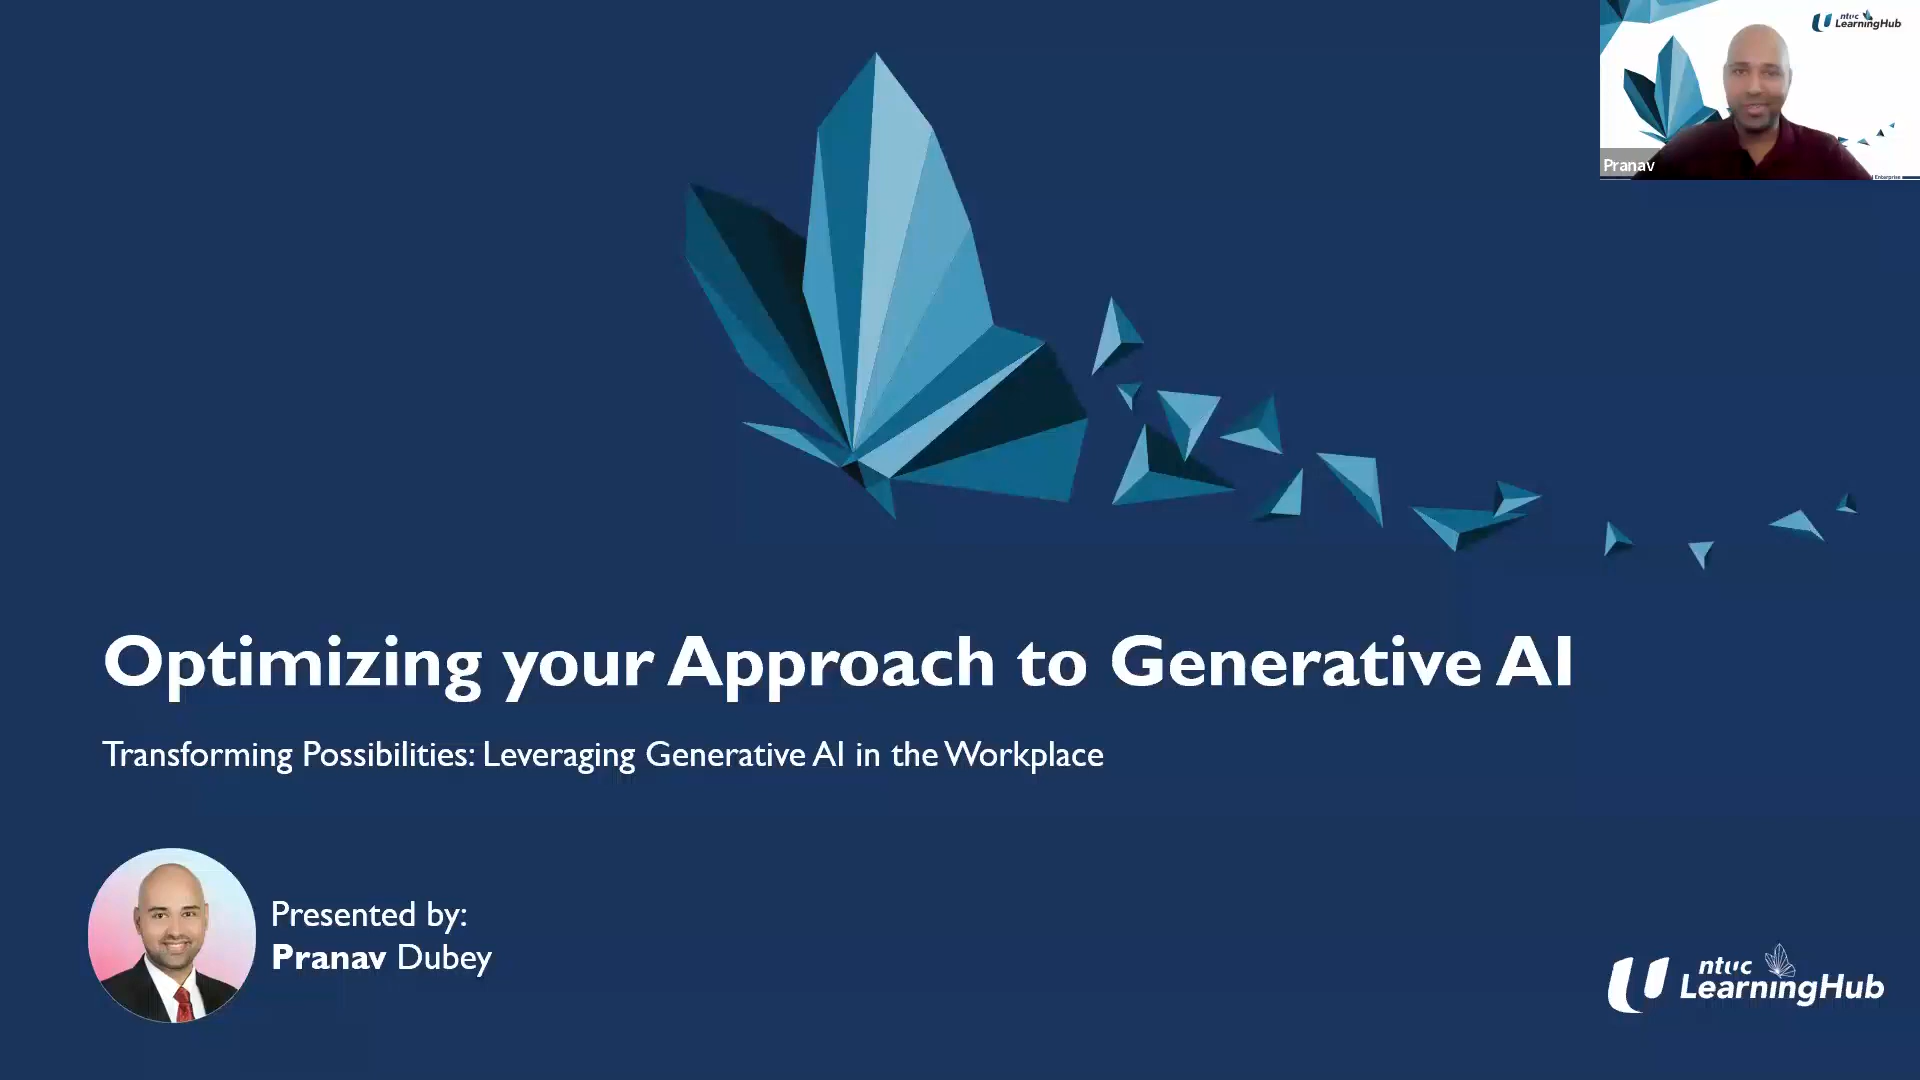 ntuc
LearningHub
Pranav
Enterprise
Optimizing your Approach to Generative AI
Transforming Possibilities: Leveraging Generative AI in the Workplace
Presented by:
Pranav Dubey
ntuc
LearningHub